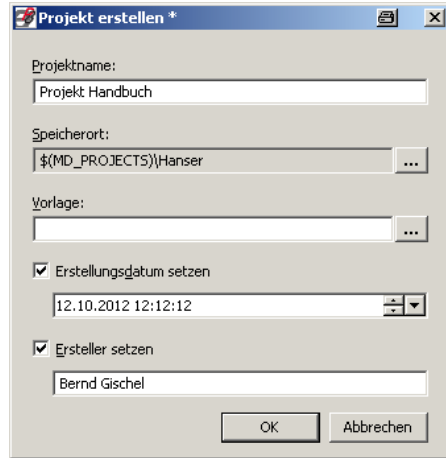 Projekt erstellen *
Projektname:
Projekt Handbuch
Speicherort:
$(MD_PROJECTS)\Hanser
...
Vorlage:
...
Erstellungsdatum setzen
12.10.2012 12:12:12
Ersteller setzen
Bernd Gischel
OK Abbrechen